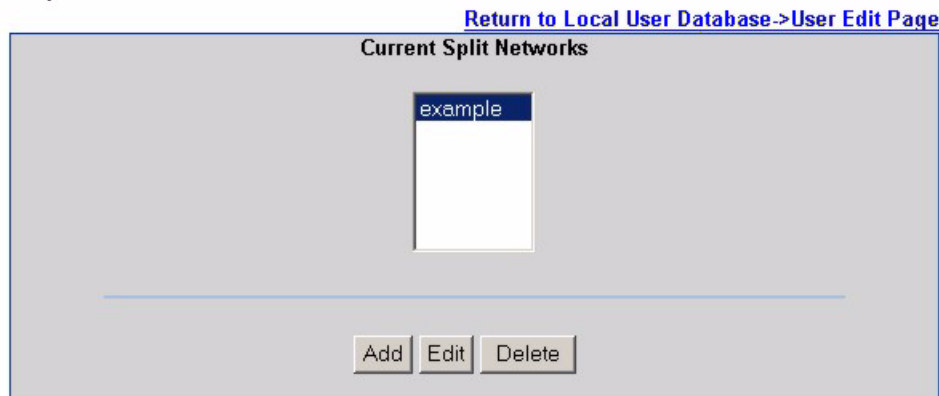 Return to Local User Database->User Edit Page
Current Split Networks
example
Add Edit Delete